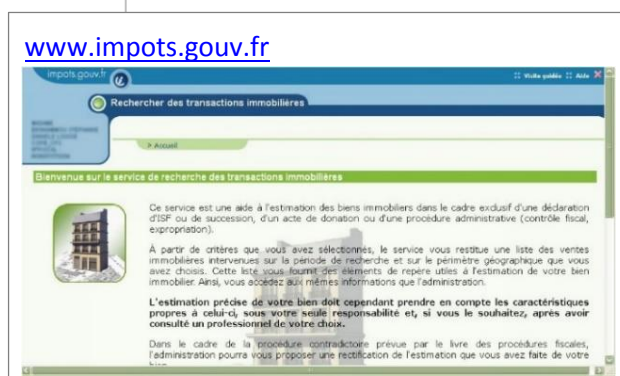 www.impots.gouv.fr
impots.gouv.fr
:: Visite guidée :: Aide
Rechercher des transactions immobilières
> Accueil
Bienvenue sur le service de recherche des transactions immobilières
Ce service est une aide à l'estimation des biens immobiliers dans le cadre exclusif d'une déclaration
d'ISF ou de succession, d'un acte de donation ou d'une procédure administrative (contrôle fiscal,
expropriation).
À partir de critères que vous avez sélectionnés, le service vous restitue une liste des ventes
immobilières intervenues sur la période de recherche et sur le périmètre géographique que vous
avez choisis. Cette liste vous fournit des éléments de repère utiles à l'estimation de votre bien
immobilier. Ainsi, vous accédez aux mêmes informations que l'administration.
L'estimation précise de votre bien doit cependant prendre en compte les caractéristiques
propres à celui-ci, sous votre seule responsabilité et, si vous le souhaitez, après avoir
consulté un professionnel de votre choix.
Dans le cadre de la procédure contradictoire prévue par le livre des procédures fiscales,
l'administration pourra vous proposer une rectification de l'estimation que vous avez faite de votre